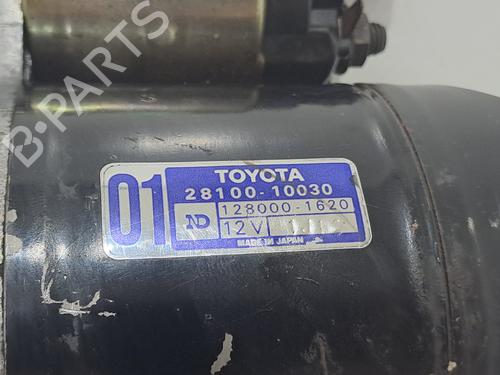 B-PARTS
01
TOYOTA
28100-10030
ND 128000-1620
12V
MADE IN JAPAN